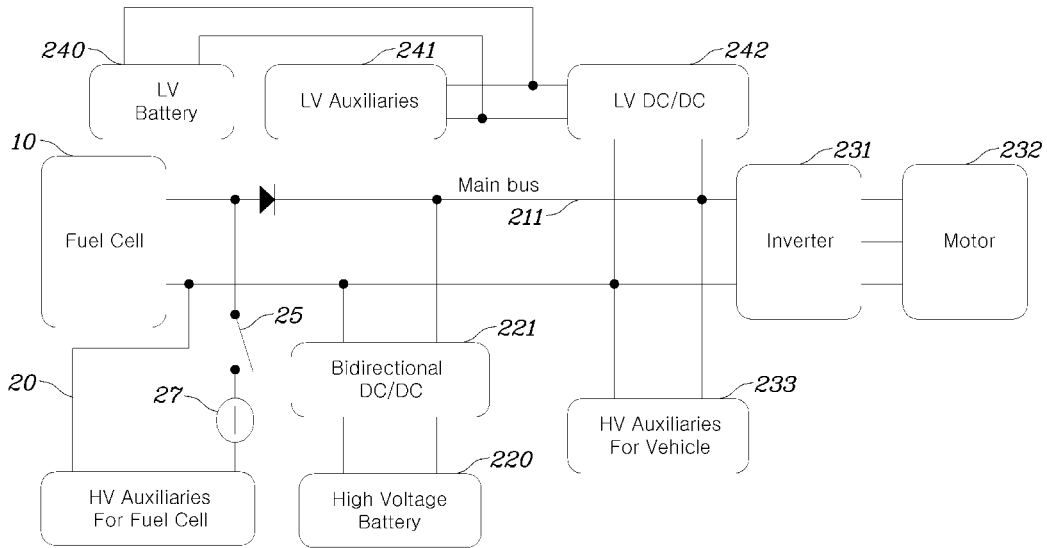 240
241
242
LV
Battery
LV Auxiliaries
LV DC/DC
10
231
232
Main bus
211
Fuel Cell
Inverter
Motor
25
221
20
27
Bidirectional
DC/DC
233
HV Auxiliaries
For Vehicle
220
HV Auxiliaries
For Fuel Cell
High Voltage
Battery